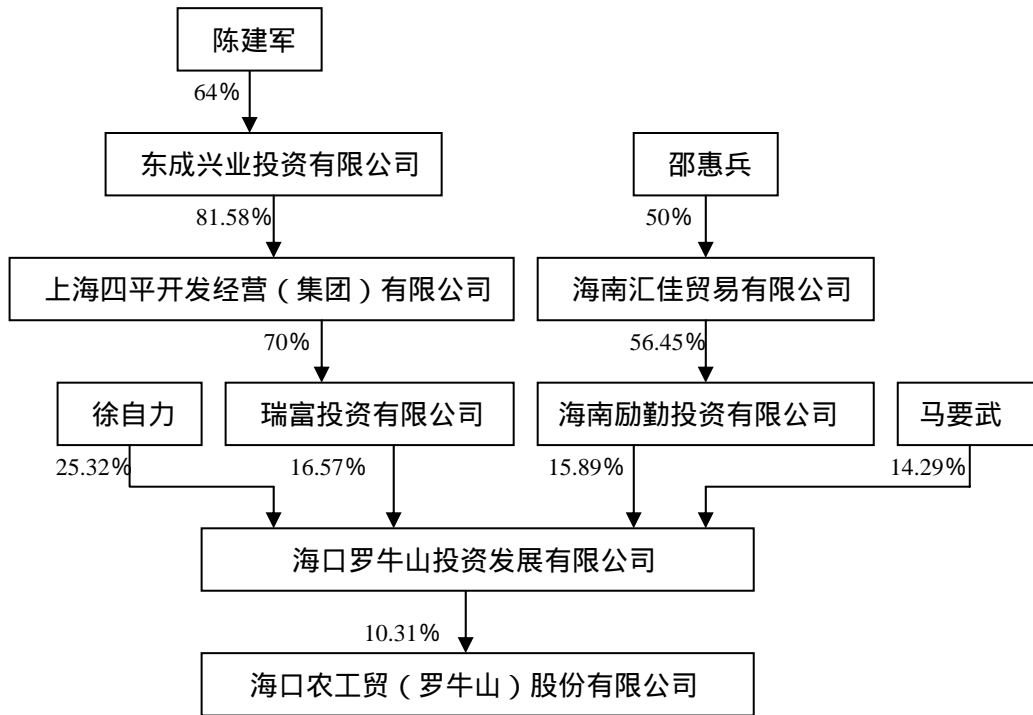 陈建军
64%
东成兴业投资有限公司
邵惠兵
81.58%
50%
上海四平开发经营（集团）有限公司
海南汇佳贸易有限公司
70%
56.45%
徐自力
瑞富投资有限公司
海南励勤投资有限公司
马要武
25.32%
16.57%
15.89%
14.29%
海口罗牛山投资发展有限公司
10.31%
海口农工贸（罗牛山）股份有限公司